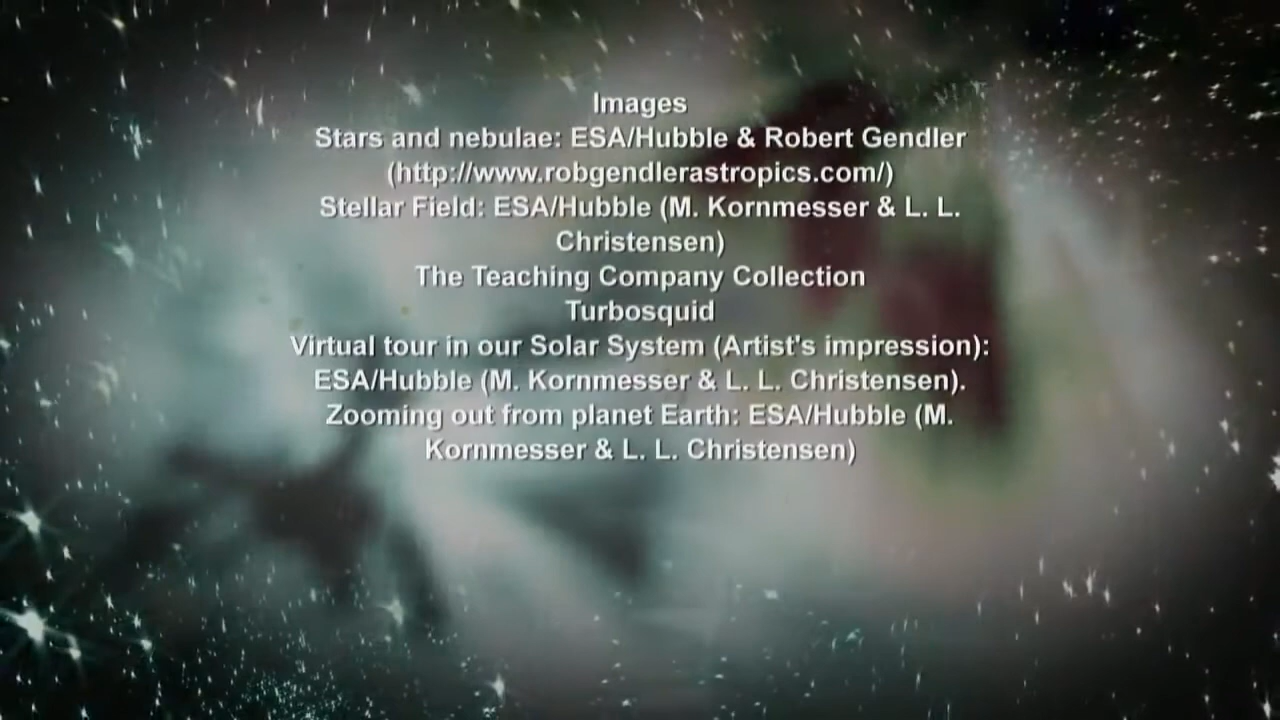 Images
Stars and nebulae: ESA/Hubble & Robert Gendler
(http://www.robgendlerastropics.com/)
Stellar Field: ESA/Hubble (M. Kornmesser & L. L.
Christensen)
The Teaching Company Collection
Turbosquid
Virtual tour in our Solar System (Artist's impression):
ESA/Hubble (M. Kornmesser & L. L. Christensen).
Zooming out from planet Earth: ESA/Hubble (M.
Kornmesser & L. L. Christensen)